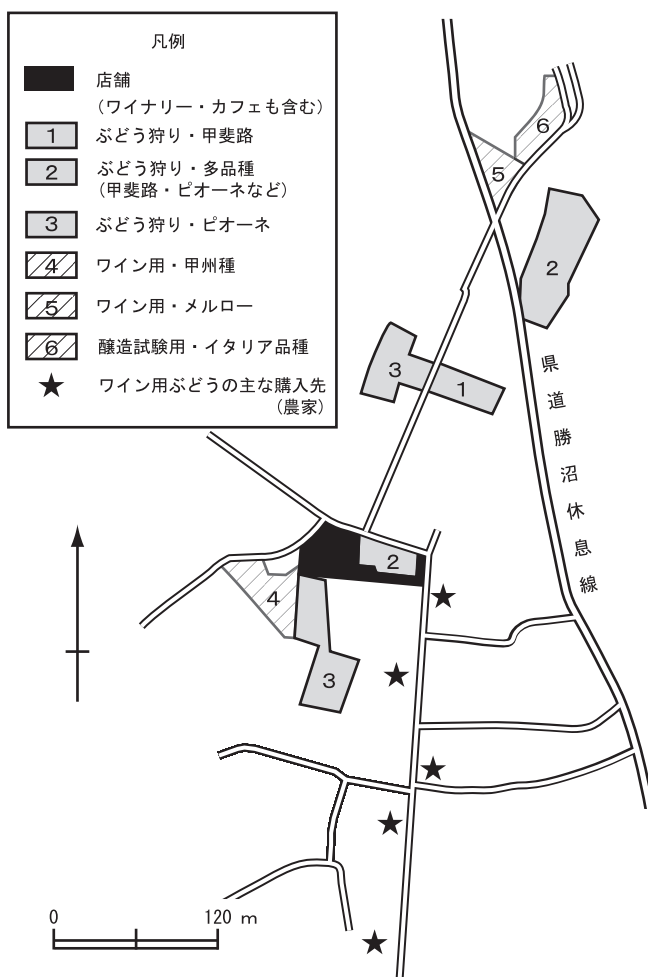 凡例
店舗
(ワイナリー・カフェも含む)
1 ぶどう狩り・甲斐路
2 ぶどう狩り・多品種
(甲斐路・ピオーネなど)
3 ぶどう狩り・ピオーネ
4 ワイン用・甲州種
5 ワイン用・メルロー
6 醸造試験用・イタリア品種
★ ワイン用ぶどうの主な購入先
(農家)
6
5
2
3
1
県道勝沼休息線
2
4
3
0 120 m